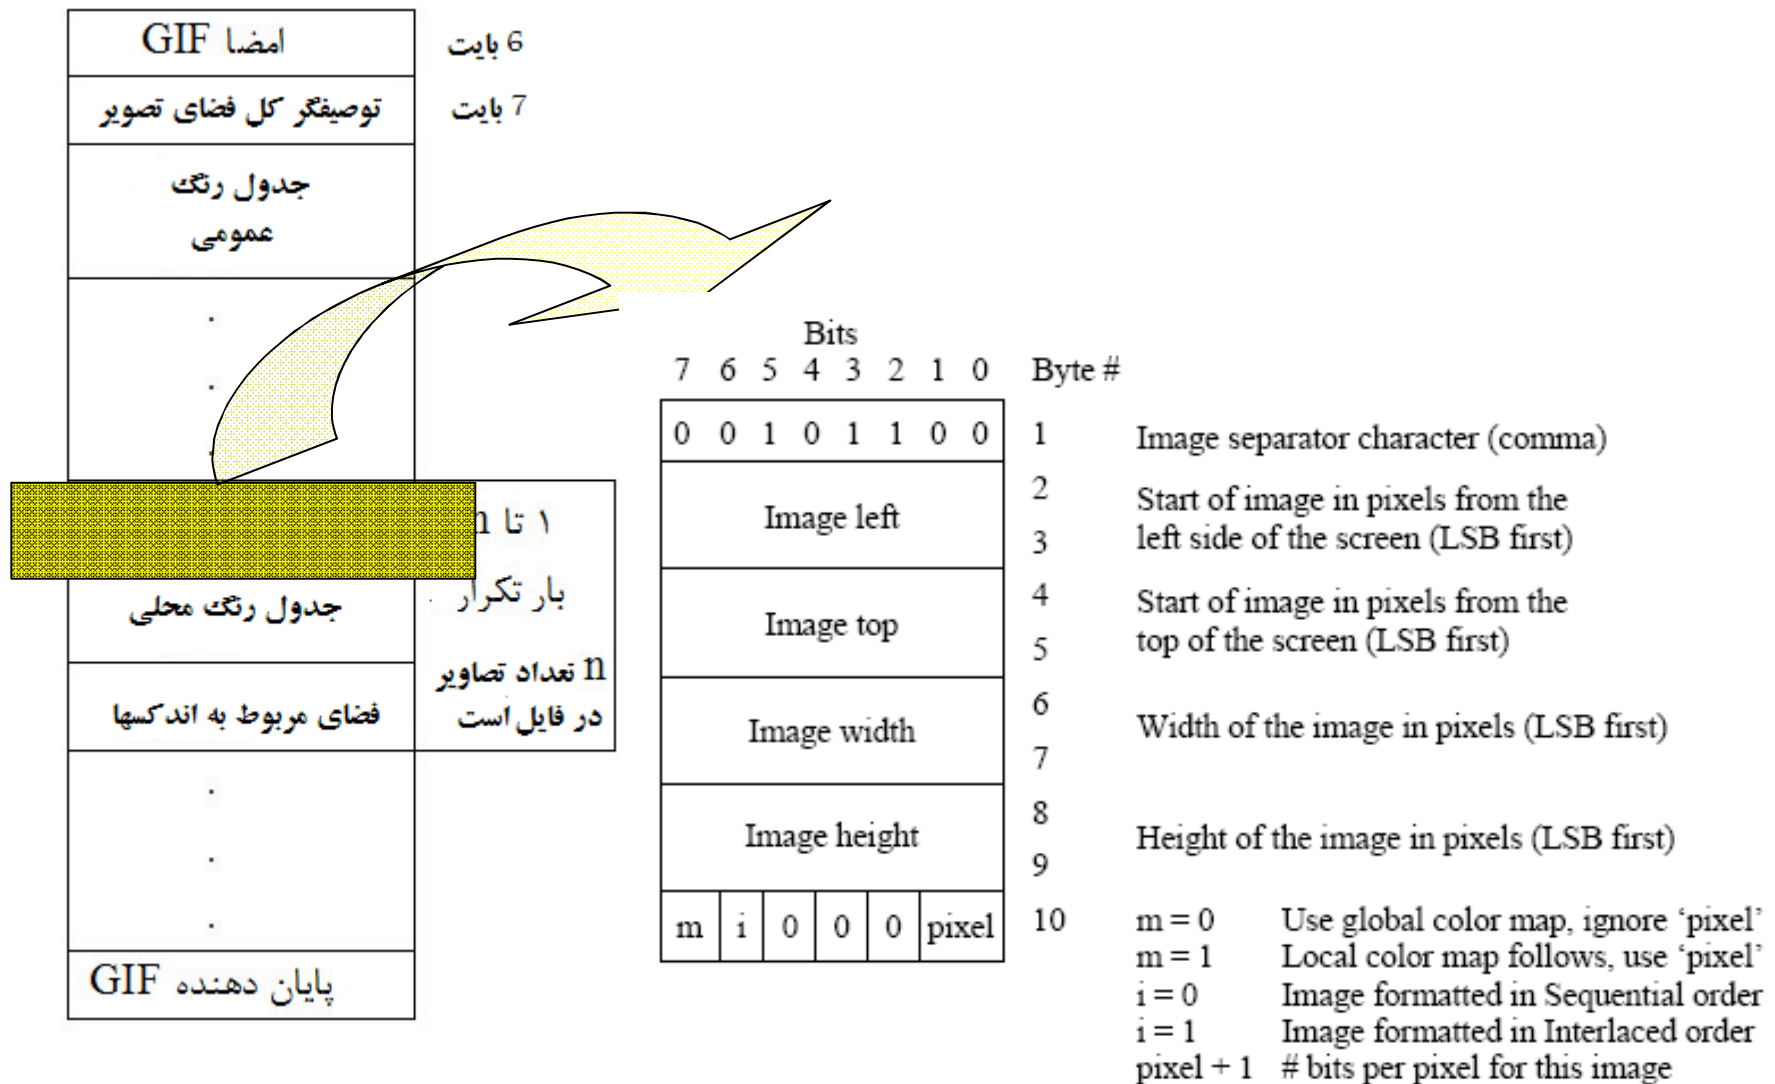 امضا GIF
6 بایت
توصیفگر کل فضای تصویر
7 بایت
جدول رنگ
عمومی
۱ تا n
بار تکرار
جدول رنگ محلی
n تعداد تصاویر
در فایل است
فضای مربوط به اندکسها
پایان دهنده GIF
Bits
7 6 5 4 3 2 1 0 Byte #
0 0 1 0 1 1 0 0 1 Image separator character (comma)
2 Start of image in pixels from the
Image left
3 left side of the screen (LSB first)
4 Start of image in pixels from the
Image top
5 top of the screen (LSB first)
6
Image width Width of the image in pixels (LSB first)
7
8
Image height Height of the image in pixels (LSB first)
9
m i 0 0 0 pixel 10 m = 0 Use global color map, ignore ‘pixel’
m = 1 Local color map follows, use ‘pixel’
i = 0 Image formatted in Sequential order
i = 1 Image formatted in Interlaced order
pixel + 1 # bits per pixel for this image